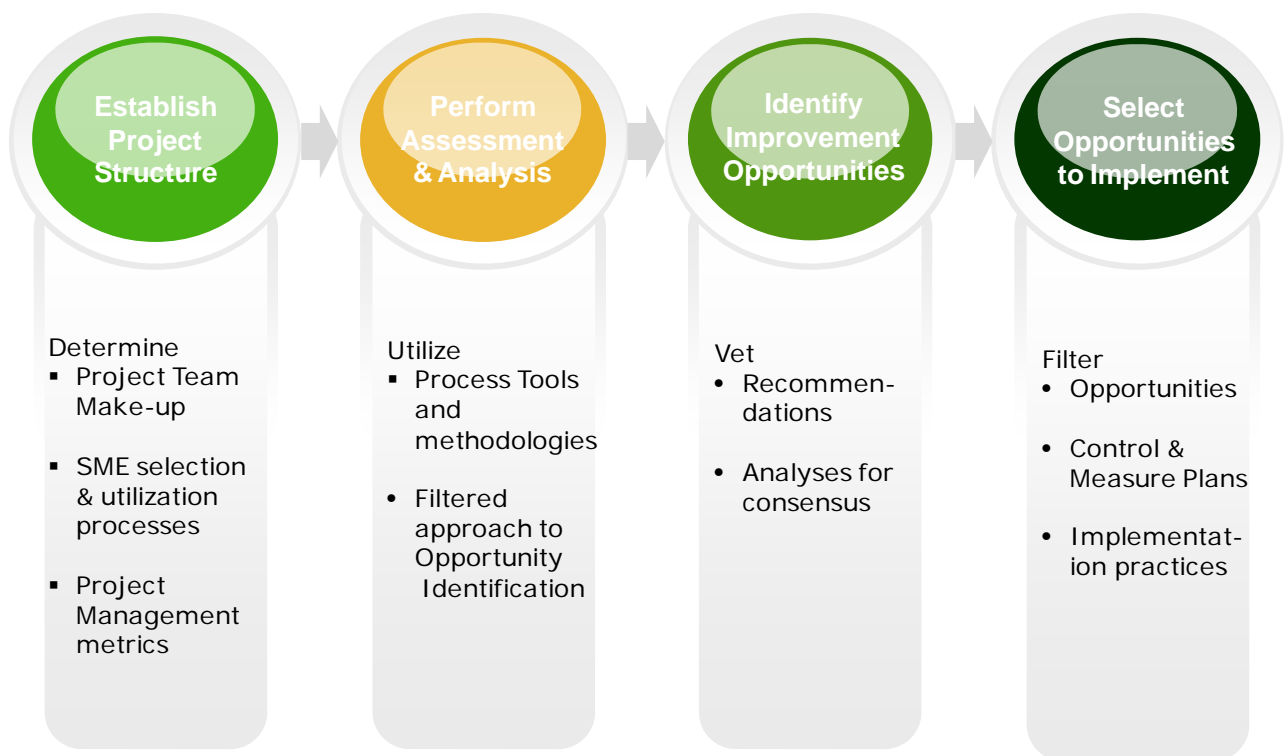 Establish
Project
Structure
Perform
Assessment
& Analysis
Identify
Improvement
Opportunities
Select
Opportunities
to Implement
Determine
▪ Project Team
Make-up
▪ SME selection
& utilization
processes
▪ Project
Management
metrics
Utilize
▪ Process Tools
and
methodologies
• Filtered
approach to
Opportunity
Identification
Vet
• Recommen-
dations
• Analyses for
consensus
Filter
• Opportunities
• Control &
Measure Plans
• Implementat-
ion practices